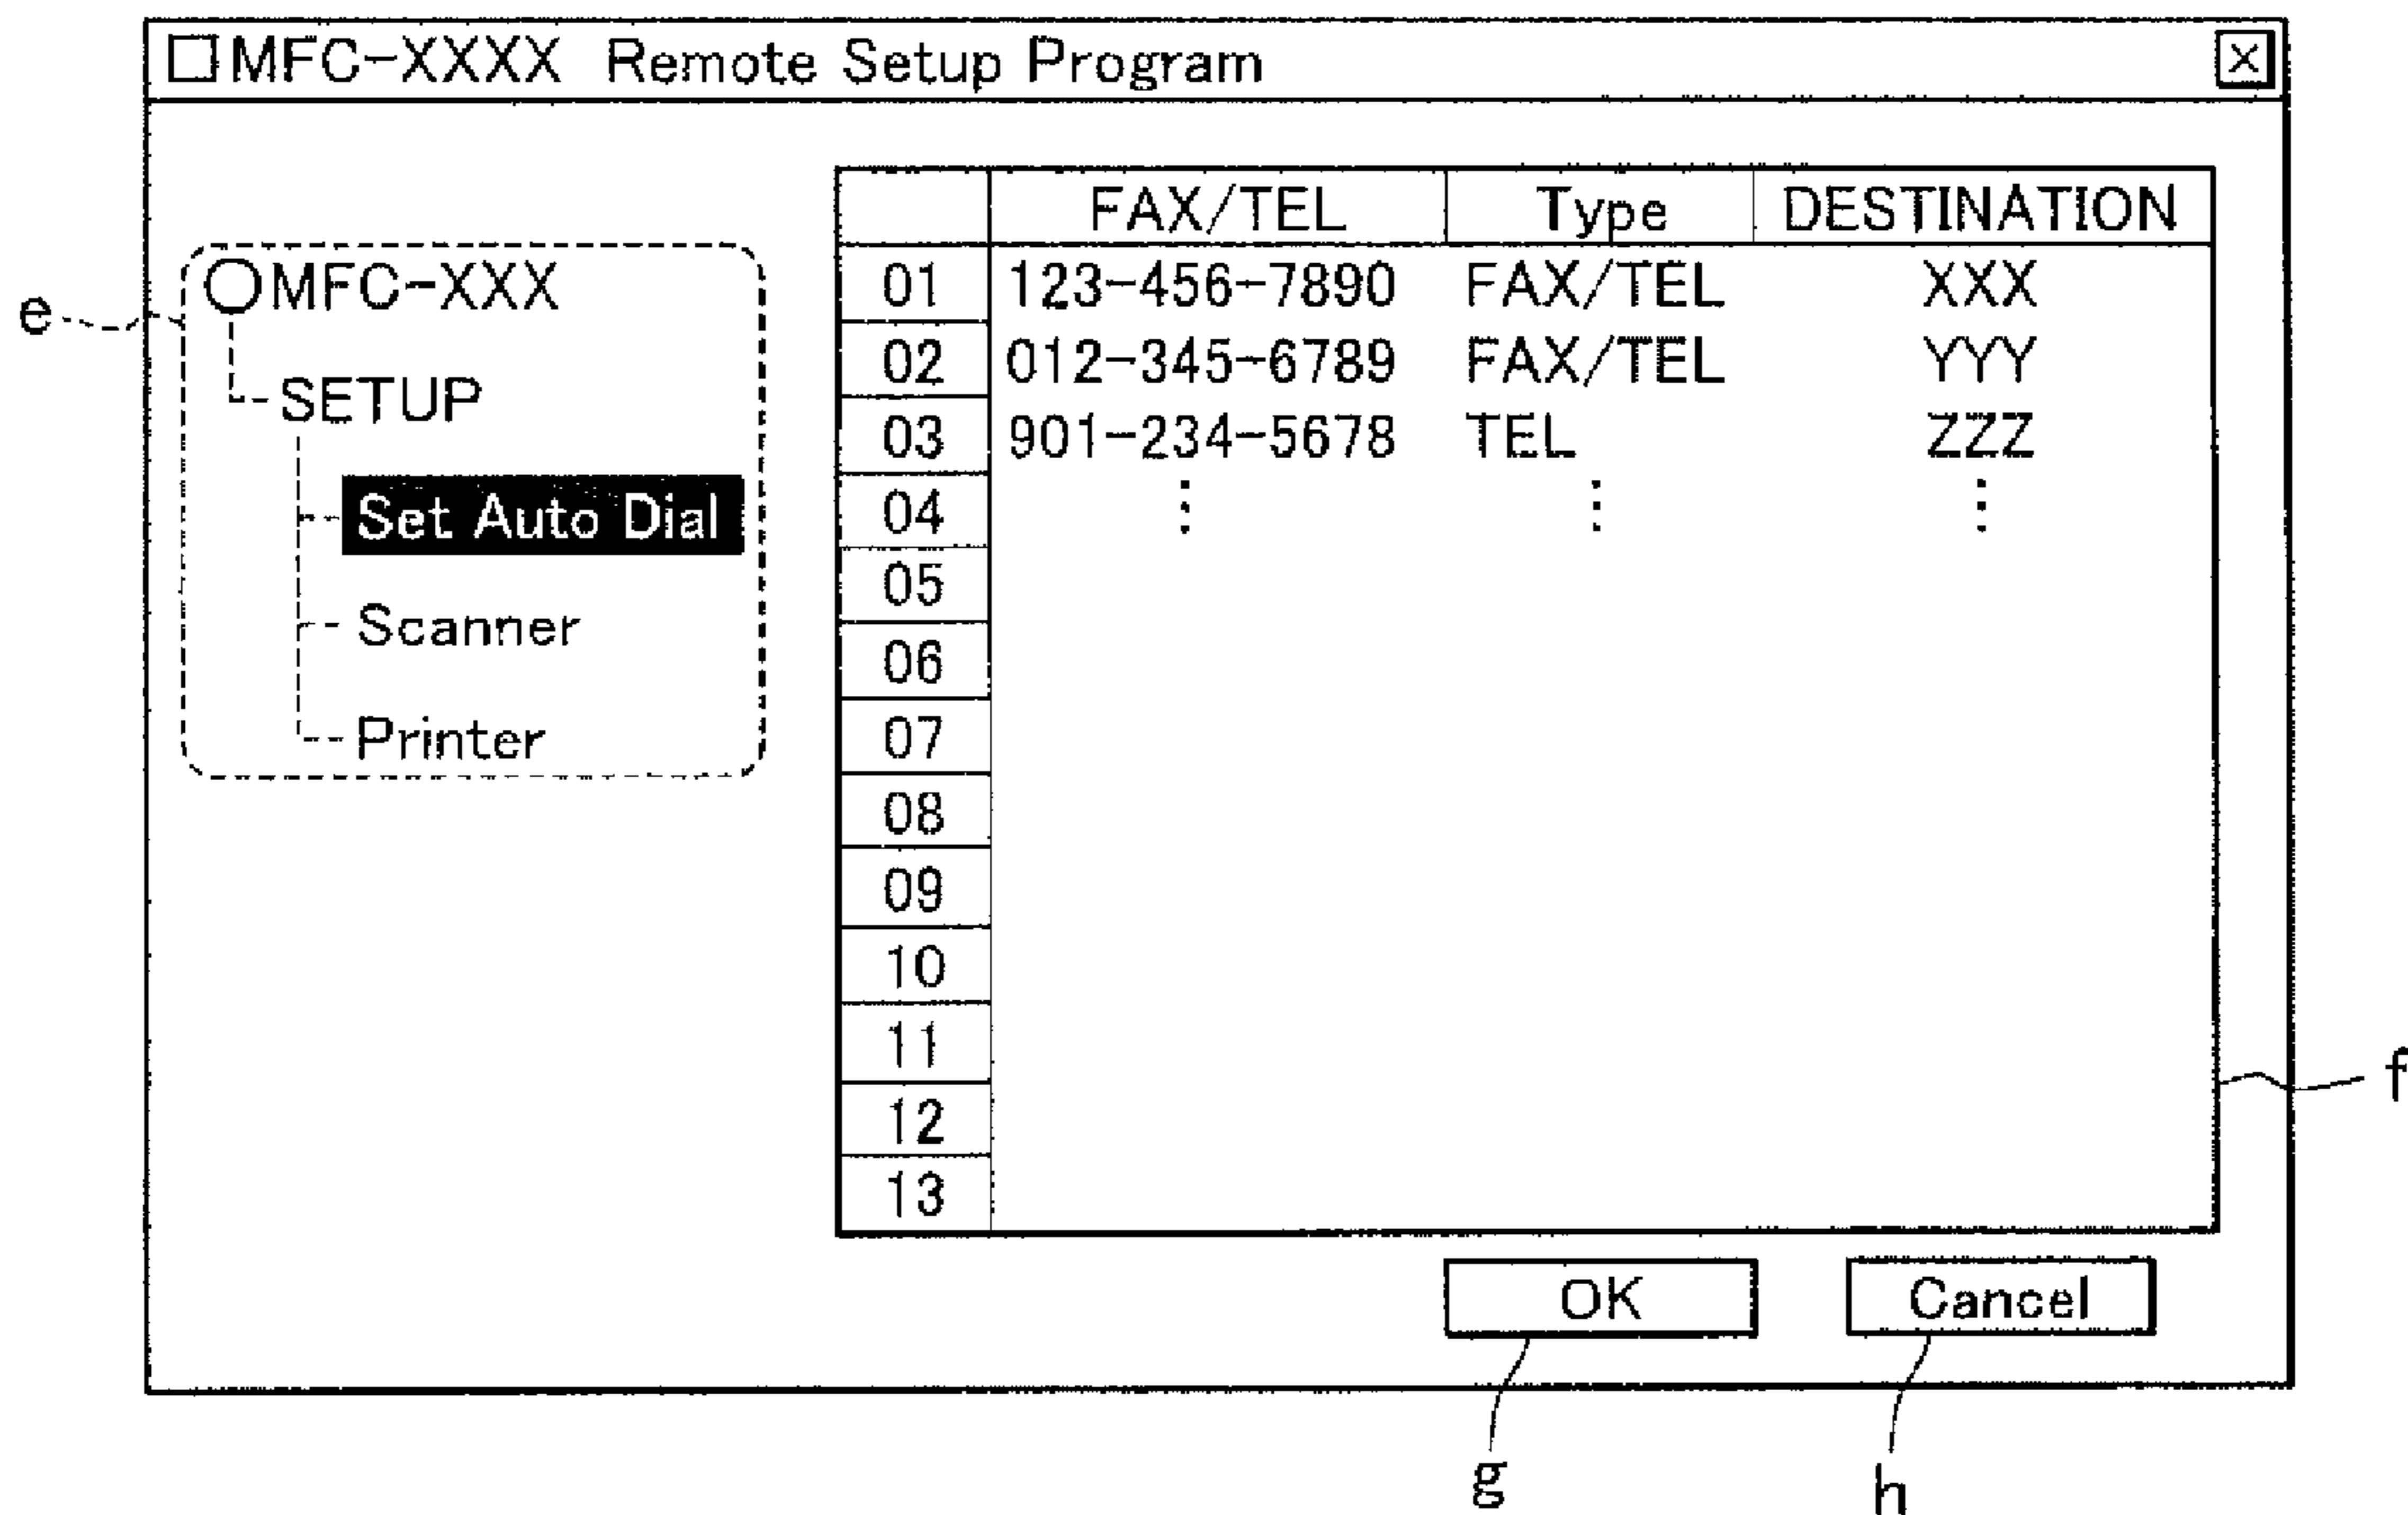 □MFC-XXXX Remote Setup Program X
FAX/TEL Type DESTINATION
e
○MFC-XXX
SETUP
Set Auto Dial
Scanner
Printer
01 123-456-7890 FAX/TEL XXX
02 012-345-6789 FAX/TEL YYY
03 901-234-5678 TEL ZZZ
04 ⋮ ⋮ ⋮
05
06
07
08
09
10
11
12
13
f
OK Cancel
g h